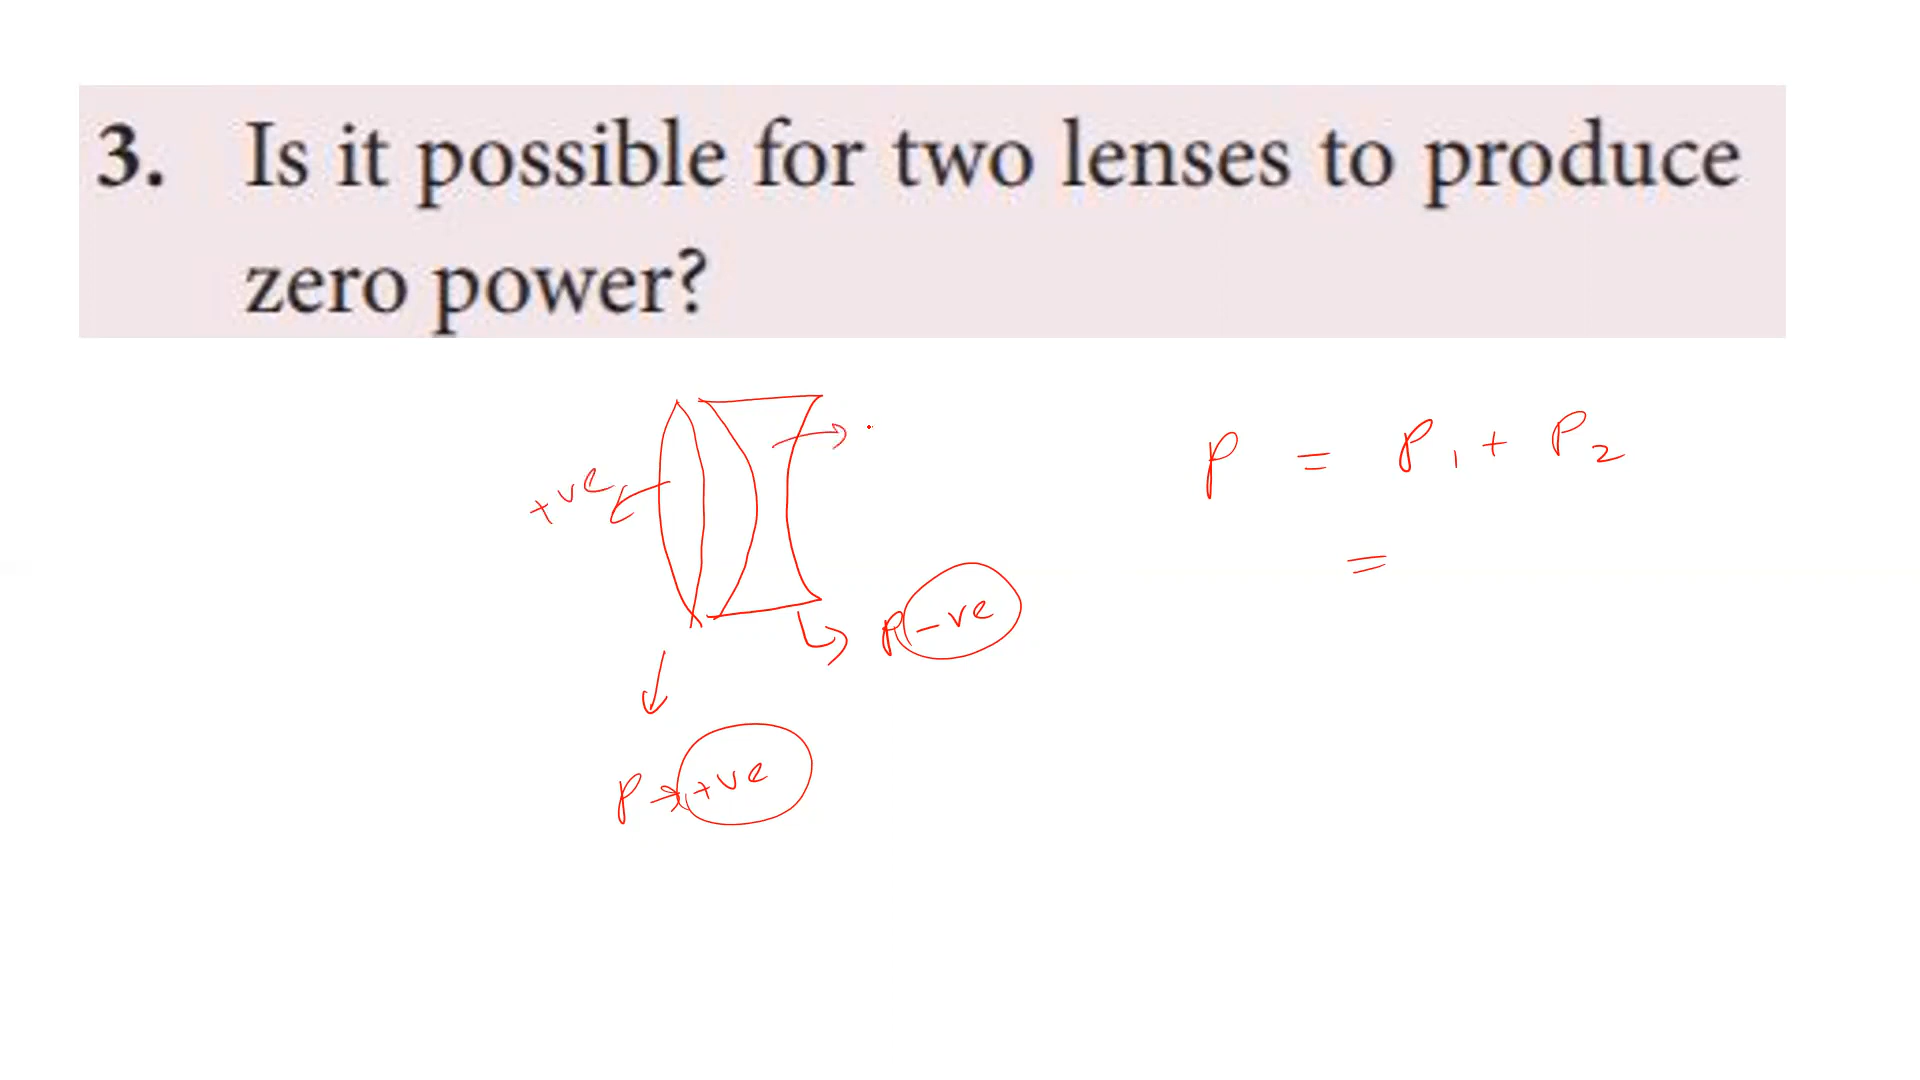 3. Is it possible for two lenses to produce
zero power?
+ve
P = P1 + P2
=
P -ve
P → +ve